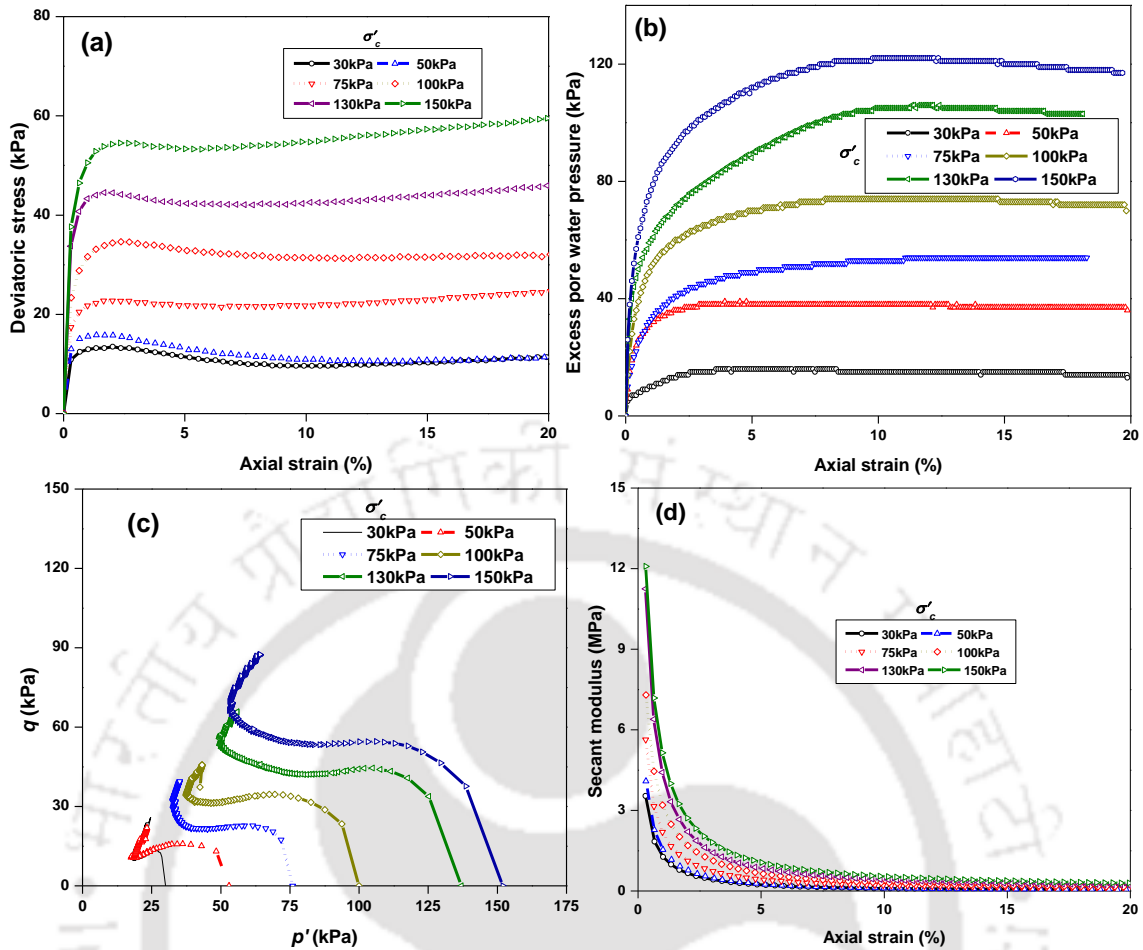 (a)
σ′c
30kPa 50kPa
75kPa 100kPa
130kPa 150kPa
80
60
40
20
0
0 5 10 15 20
Deviatoric stress (kPa)
Axial strain (%)
(b)
120
80
40
0
30kPa 50kPa
σ′c
75kPa 100kPa
130kPa 150kPa
0 5 10 15 20
Excess pore water pressure (kPa)
Axial strain (%)
(c)
σ′c
30kPa 50kPa
75kPa 100kPa
130kPa 150kPa
150
120
90
60
30
0
0 25 50 75 100 125 150 175
q (kPa)
p' (kPa)
(d)
15
12
9
6
3
0
σ′c
30kPa 50kPa
75kPa 100kPa
130kPa 150kPa
0 5 10 15 20
Secant modulus (MPa)
Axial strain (%)